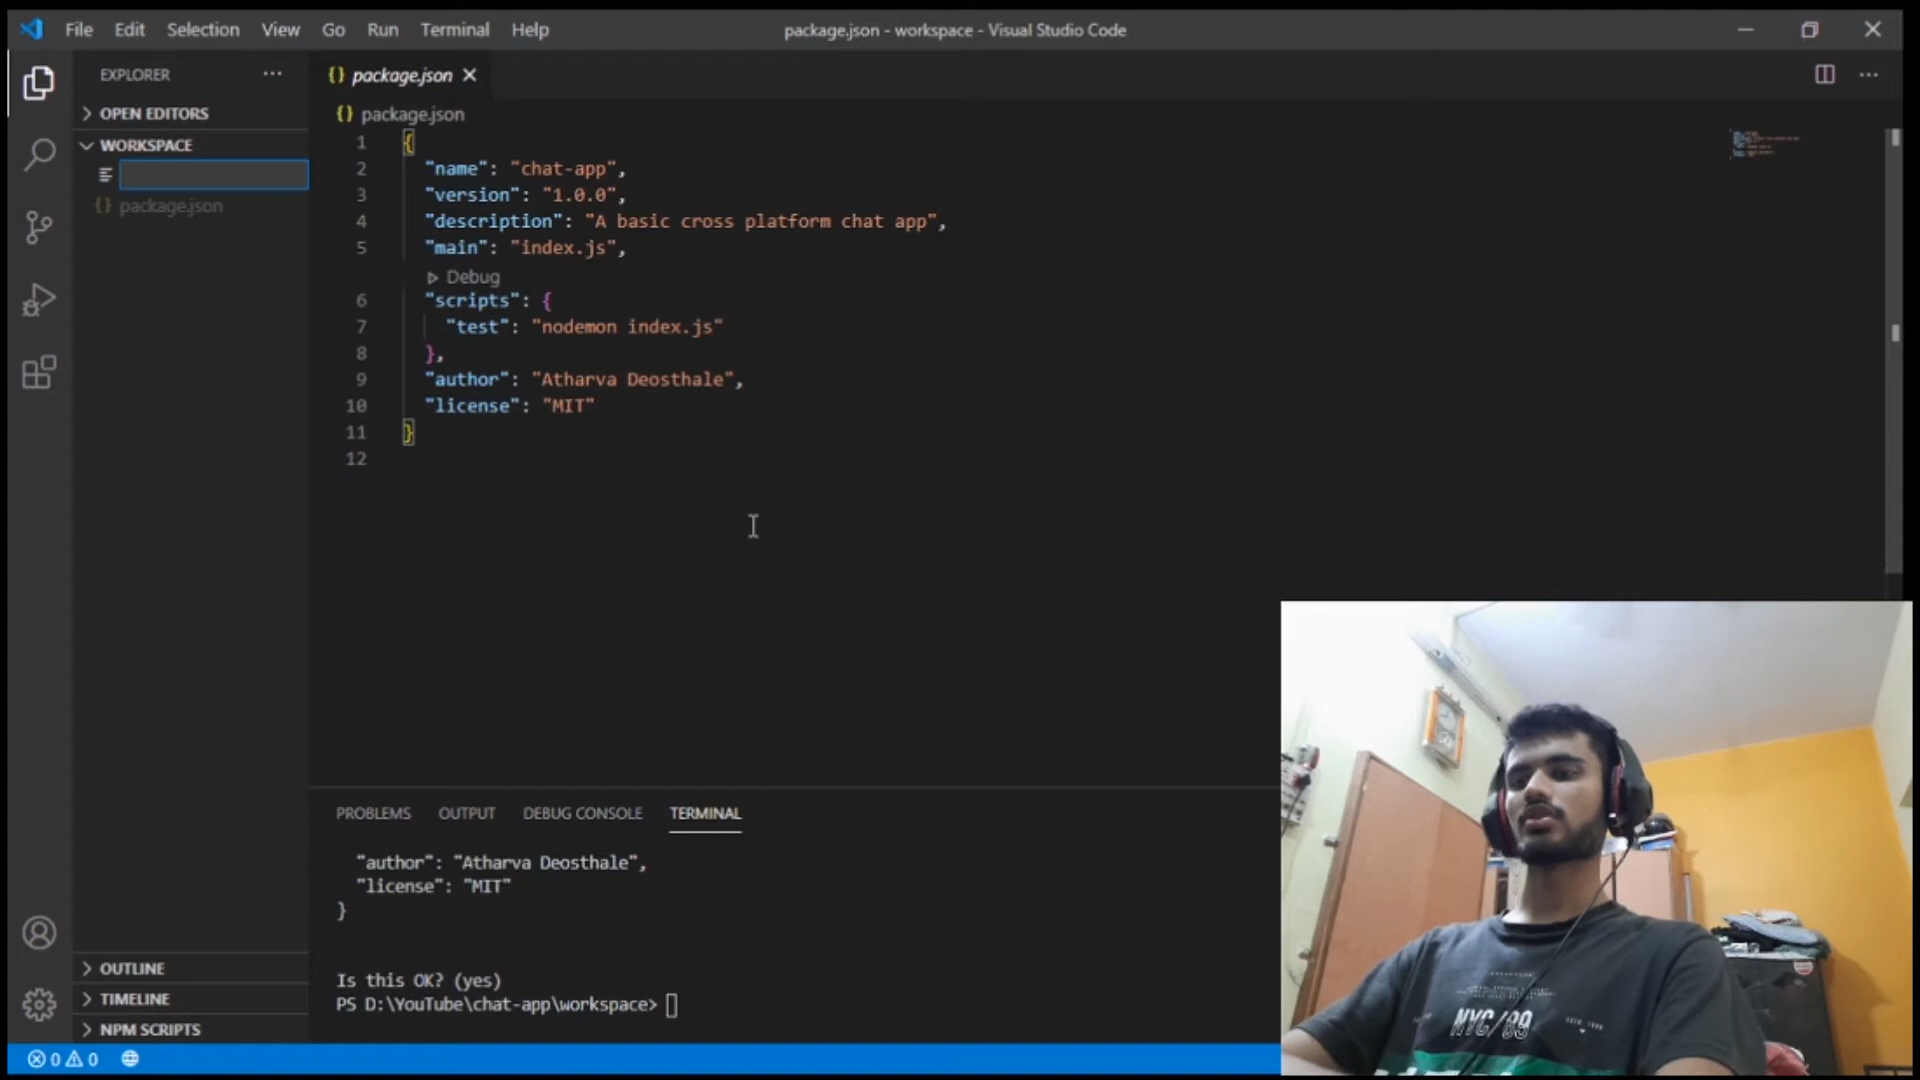 File Edit Selection View Go Run Terminal Help
package.json - workspace - Visual Studio Code
EXPLORER
OPEN EDITORS
WORKSPACE
package.json
package.json
package.json
1 {
2 "name": "chat-app",
3 "version": "1.0.0",
4 "description": "A basic cross platform chat app",
5 "main": "index.js",
Debug
6 "scripts": {
7 "test": "nodemon index.js"
8 },
9 "author": "Atharva Deosthale",
10 "license": "MIT"
11 }
12
PROBLEMS OUTPUT DEBUG CONSOLE TERMINAL
"author": "Atharva Deosthale",
"license": "MIT"
}
Is this OK? (yes)
PS D:\YouTube\chat-app\workspace>
OUTLINE
TIMELINE
NPM SCRIPTS
0 0
NYC/89